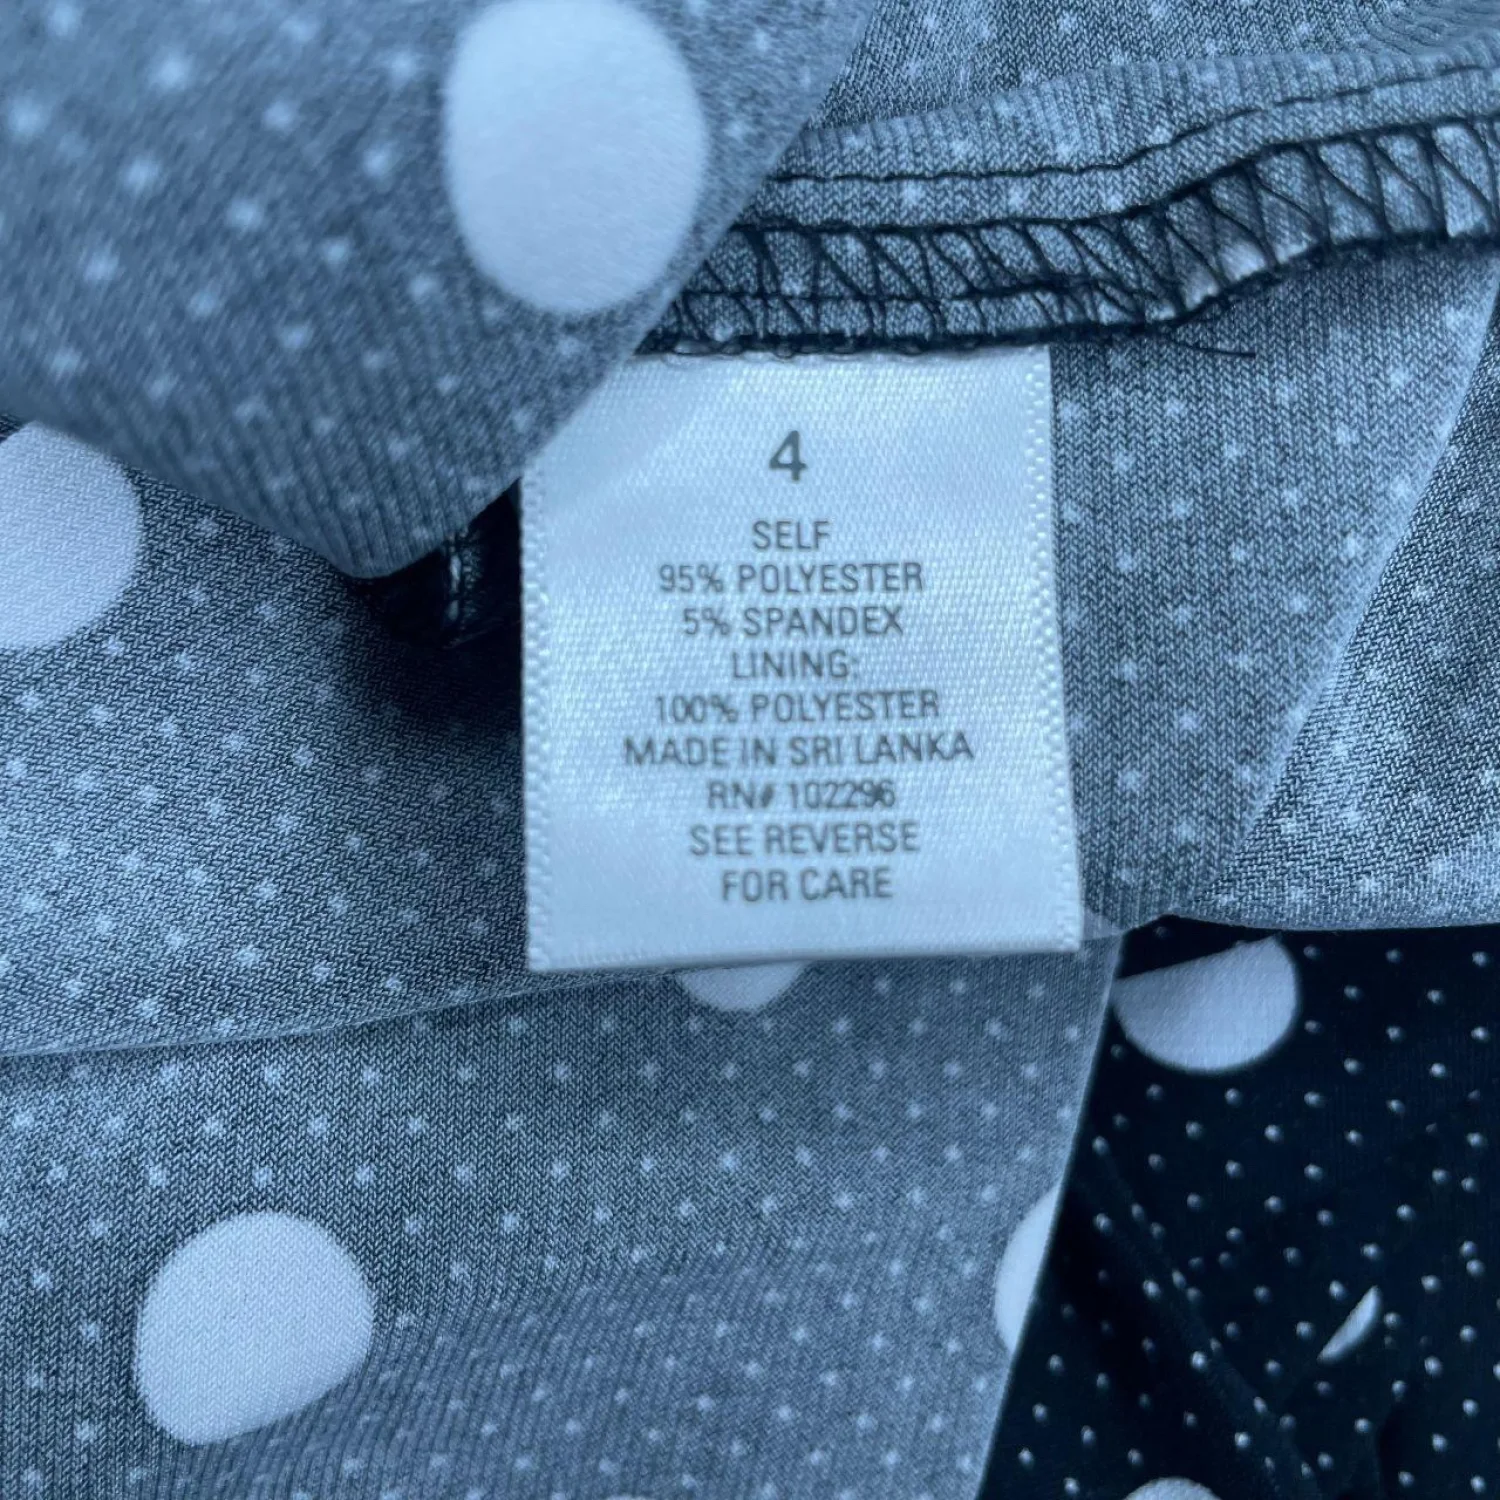 4
SELF
95% POLYESTER
5% SPANDEX
LINING:
100% POLYESTER
MADE IN SRI LANKA
RN# 102296
SEE REVERSE
FOR CARE